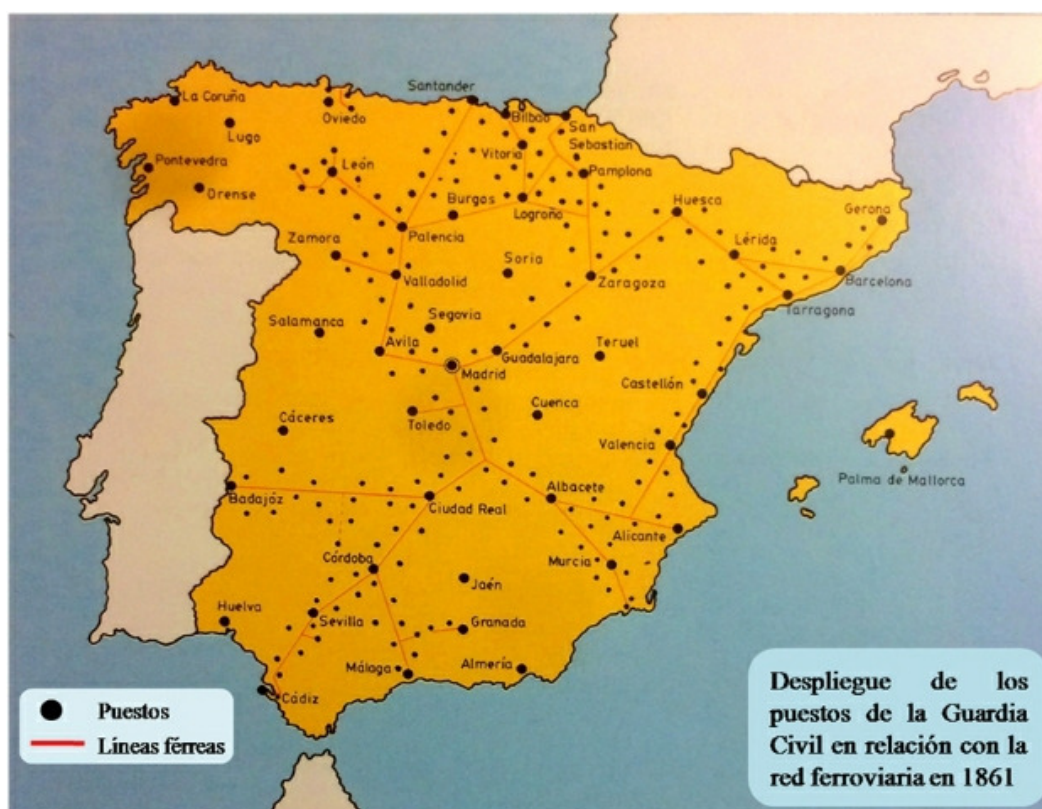 Santander
La Coruña
Oviedo
Bilbao
San
Sebastian
Lugo
Vitoria
León
Pamplona
Pontevedra
Orense
Burgos
Logroño
Huesca
Gerona
Palencia
Zamora
Lérida
Soria
Valladolid
Zaragoza
Barcelona
Tarragona
Segovia
Salamanca
Avila
Guadalajara
Teruel
Madrid
Castellón
Cáceres
Toledo
Cuenca
Valencia
Palma de Mallorca
Badajóz
Albacete
Ciudad Real
Alicante
Córdoba
Murcia
Jaén
Huelva
Sevilla
Granada
Málaga
Almería
Cádiz
Puestos
Líneas férreas
Despliegue de los
puestos de la Guardia
Civil en relación con la
red ferroviaria en 1861